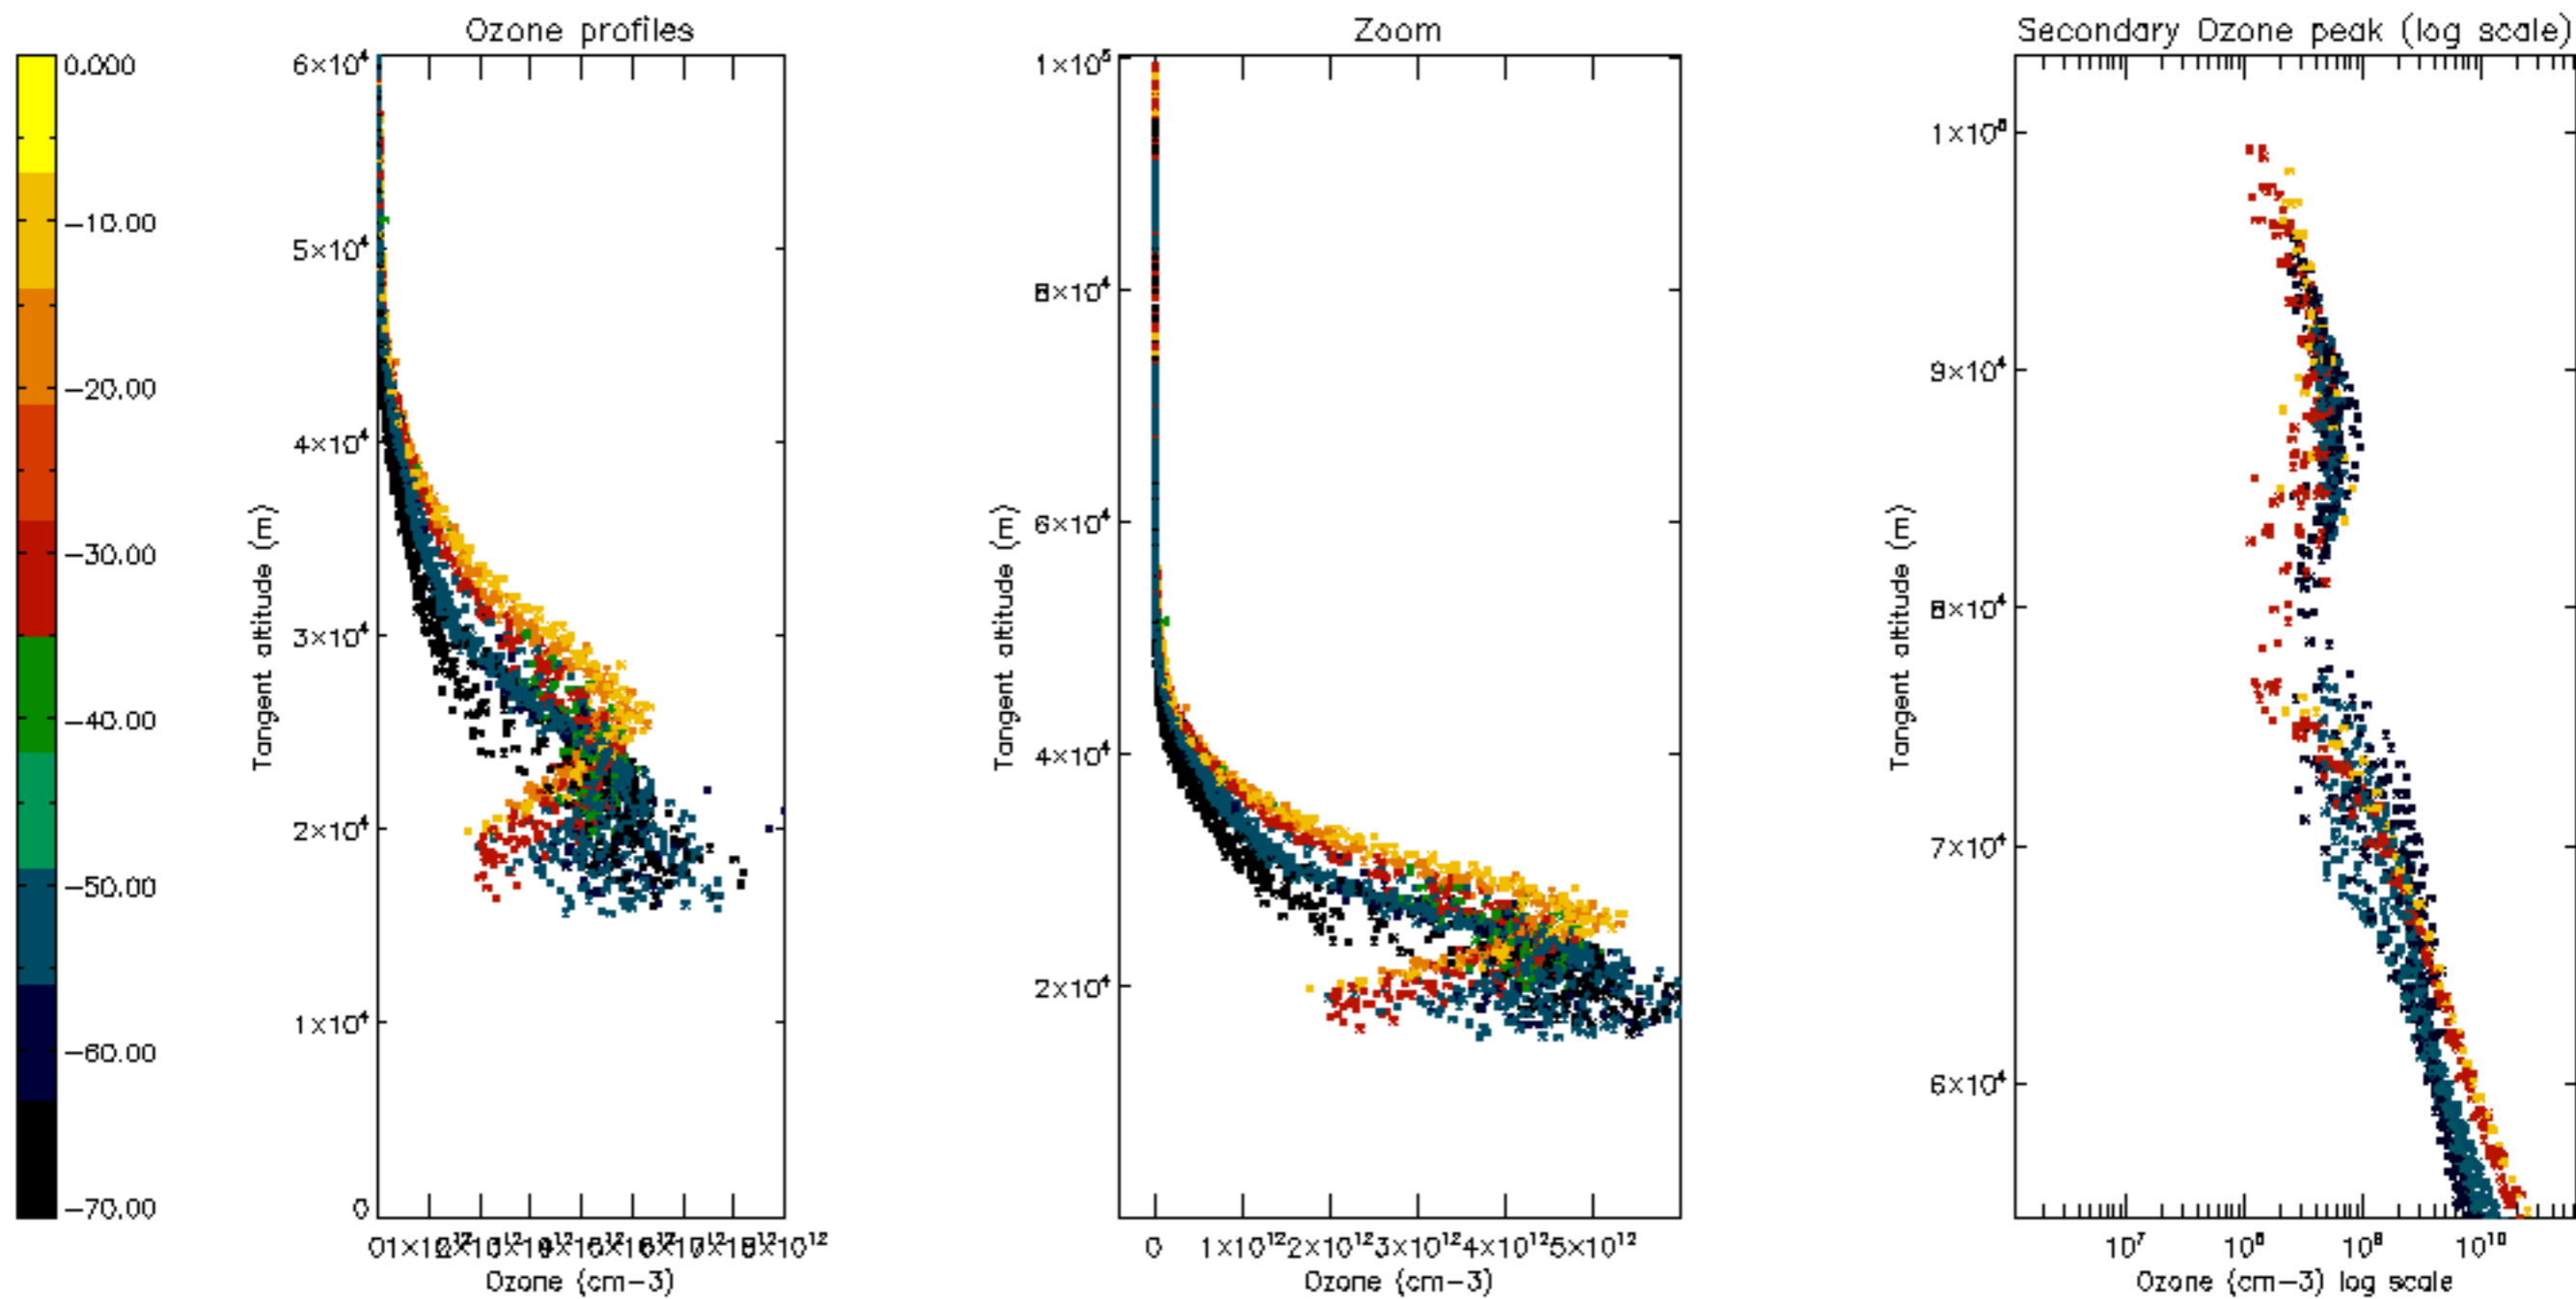 Ozone profiles
Zoom
Secondary Ozone peak (log scale)
0.000
-10.00
-20.00
-30.00
-40.00
-50.00
-60.00
-70.00
6×10⁴
5×10⁴
4×10⁴
3×10⁴
2×10⁴
1×10⁴
0
Tangent altitude (m)
Ozone (cm-3)
1×10⁵
8×10⁴
6×10⁴
4×10⁴
2×10⁴
Tangent altitude (m)
0 1×10¹² 2×10¹² 3×10¹² 4×10¹² 5×10¹²
Ozone (cm-3)
9×10⁴
8×10⁴
7×10⁴
6×10⁴
Tangent altitude (m)
10⁷ 10⁸ 10⁹ 10¹⁰
Ozone (cm-3) log scale